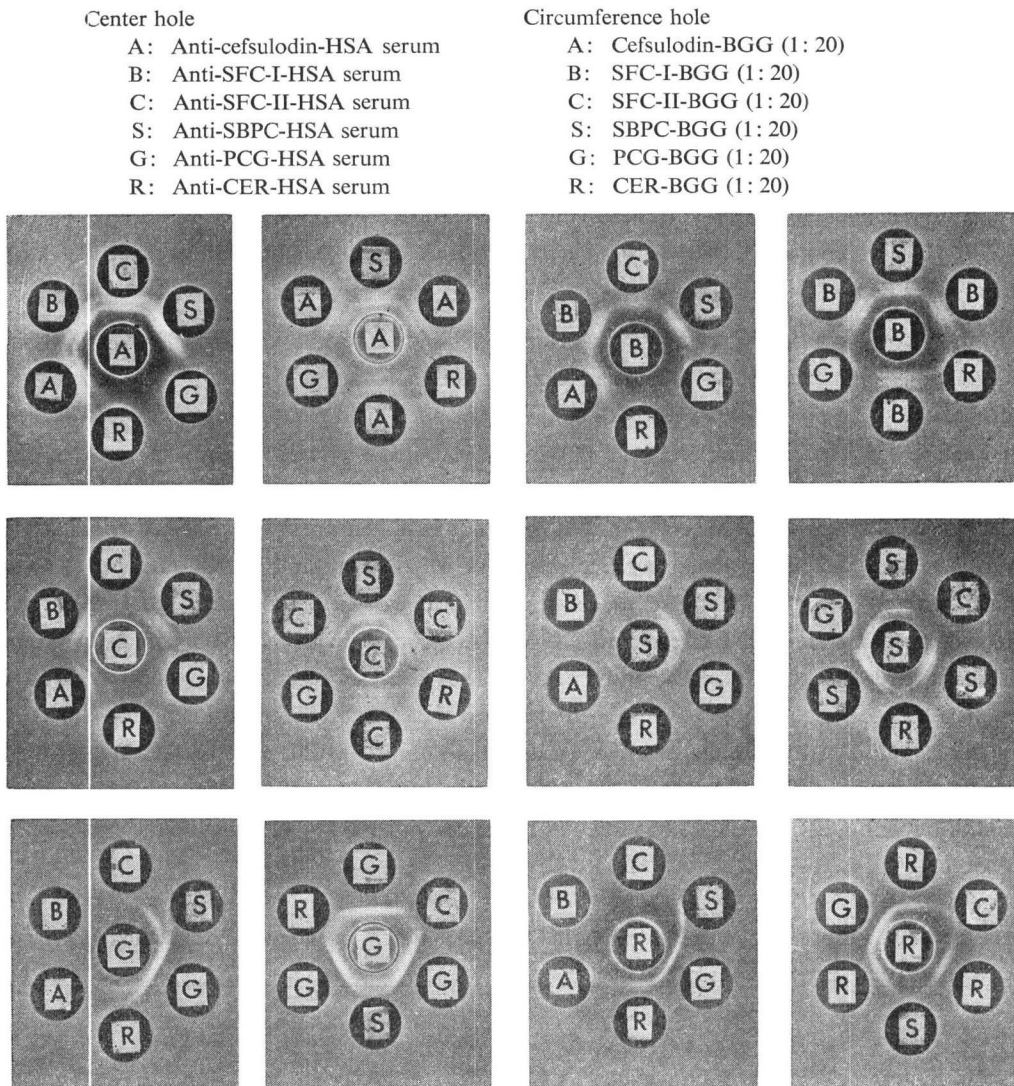 Center hole
A: Anti-cefsulodin-HSA serum
B: Anti-SFC-I-HSA serum
C: Anti-SFC-II-HSA serum
S: Anti-SBPC-HSA serum
G: Anti-PCG-HSA serum
R: Anti-CER-HSA serum
Circumference hole
A: Cefsulodin-BGG (1: 20)
B: SFC-I-BGG (1: 20)
C: SFC-II-BGG (1: 20)
S: SBPC-BGG (1: 20)
G: PCG-BGG (1: 20)
R: CER-BGG (1: 20)
C
B S
A
A G
R
S
A A
A
G R
A
C
B S
B
A G
R
S
B B
B
G R
B
C
B S
C
A G
R
S
C C
C
G R
C
C
B S
S
A G
R
S
G C
S
S S
R
C
B S
G
A G
R
G
R C
G
G G
S
C
B S
R
A G
R
R
G C
R
R R
S